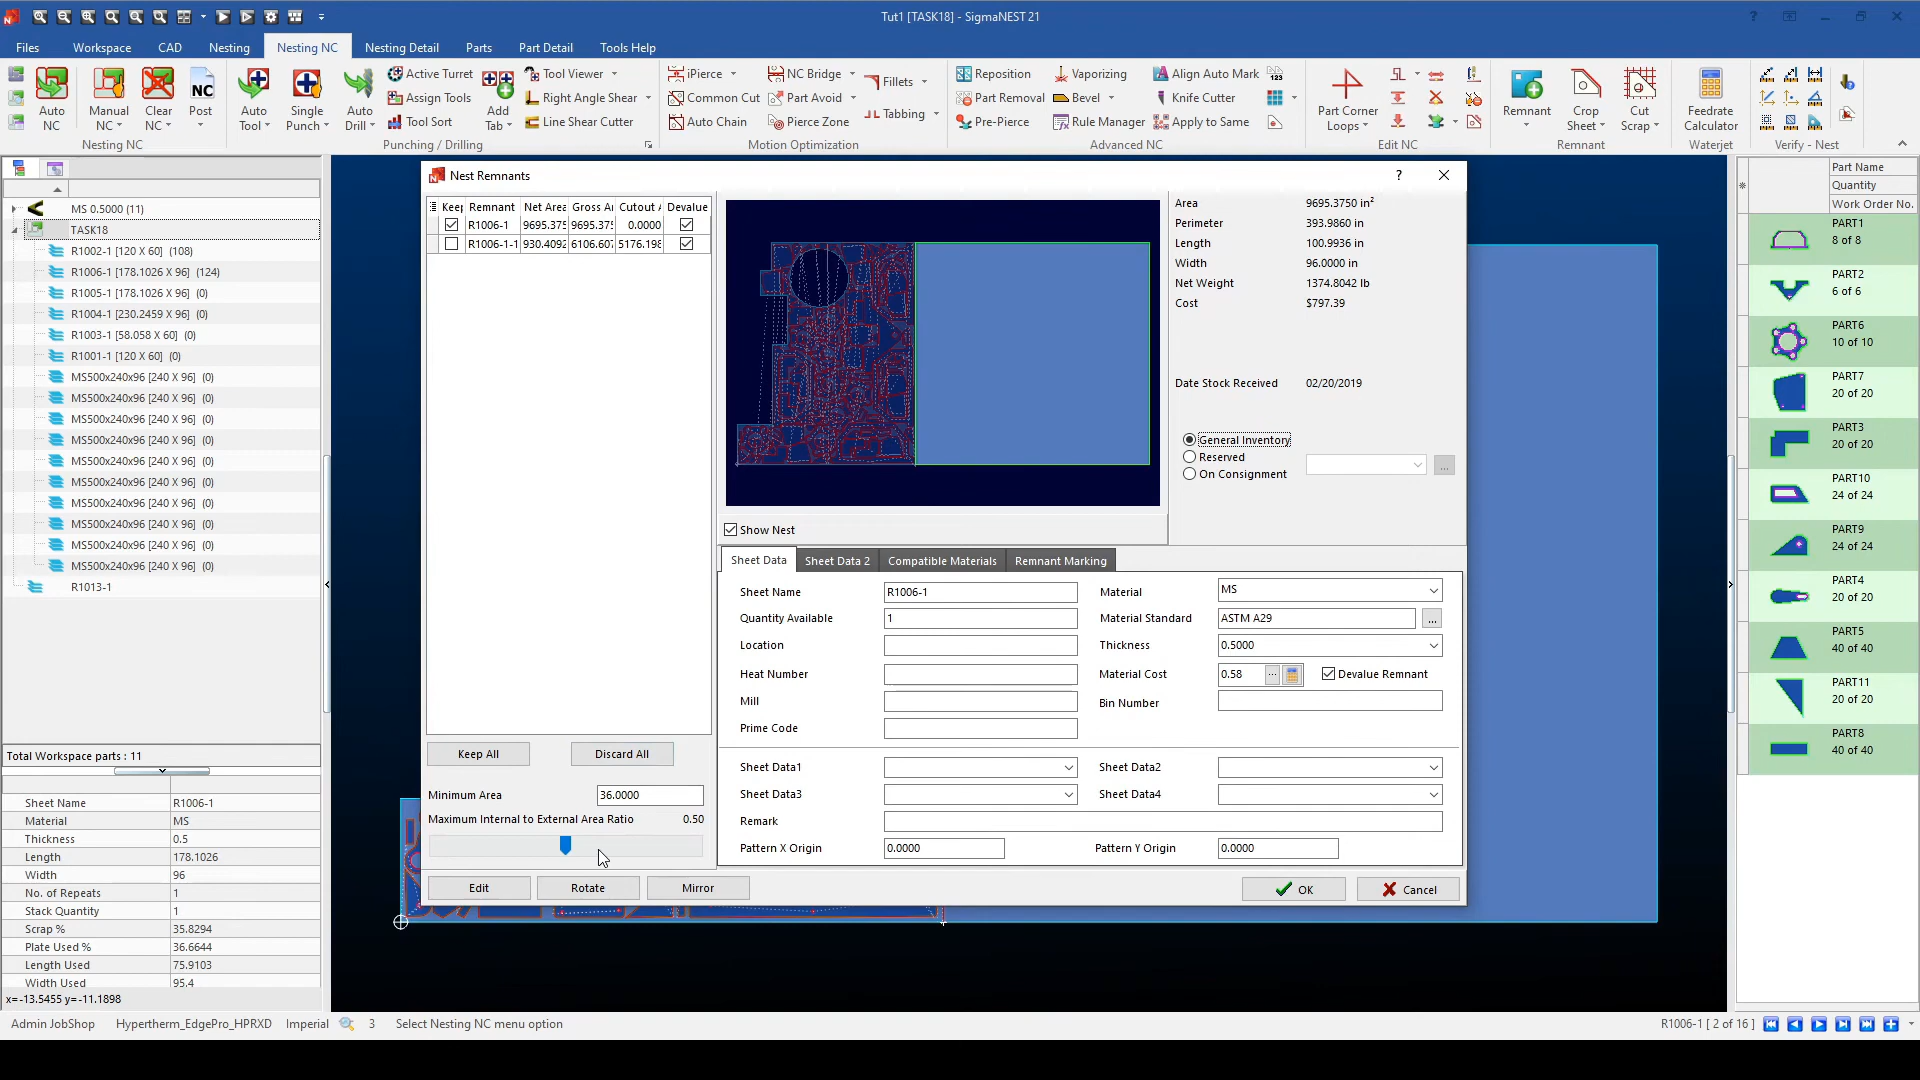 Tut1 [TASK18] - SigmaNEST 21
Files Workspace CAD Nesting Nesting NC Nesting Detail Parts Part Detail Tools Help
Auto NC
Manual NC
Clear NC
NC
Post
Nesting NC
Auto Tool
Single Punch
Auto Drill
Active Turret
Assign Tools
Tool Sort
Add Tab
Tool Viewer
Right Angle Shear
Line Shear Cutter
Punching / Drilling
iPierce
Common Cut
Auto Chain
NC Bridge
Part Avoid
Pierce Zone
Fillets
Tabbing
Motion Optimization
Reposition
Part Removal
Pre-Pierce
Vaporizing
Bevel
Rule Manager
Align Auto Mark
Knife Cutter
Apply to Same
123
Advanced NC
Part Corner Loops
Edit NC
Remnant
Crop Sheet
Cut Scrap
Remnant
Feedrate Calculator
Waterjet
Verify - Nest
MS 0.5000 (11)
TASK18
R1002-1 [120 X 60] (108)
R1006-1 [178.1026 X 96] (124)
R1005-1 [178.1026 X 96] (0)
R1004-1 [230.2459 X 96] (0)
R1003-1 [58.058 X 60] (0)
R1001-1 [120 X 60] (0)
MS500x240x96 [240 X 96] (0)
MS500x240x96 [240 X 96] (0)
MS500x240x96 [240 X 96] (0)
MS500x240x96 [240 X 96] (0)
MS500x240x96 [240 X 96] (0)
MS500x240x96 [240 X 96] (0)
MS500x240x96 [240 X 96] (0)
MS500x240x96 [240 X 96] (0)
MS500x240x96 [240 X 96] (0)
MS500x240x96 [240 X 96] (0)
R1013-1
Total Workspace parts : 11
Sheet Name R1006-1
Material MS
Thickness 0.5
Length 178.1026
Width 96
No. of Repeats 1
Stack Quantity 1
Scrap % 35.8294
Plate Used % 36.6644
Length Used 75.9103
Width Used 95.4
x=-13.5455 y=-11.1898
Nest Remnants
Keep Remnant Net Area Gross Ar Cutout A Devalue
R1006-1 9695.375 9695.375 0.0000
R1006-1-1 930.4092 6106.607 5176.198
Keep All Discard All
Minimum Area 36.0000
Maximum Internal to External Area Ratio 0.50
Edit Rotate Mirror
Show Nest
Area 9695.3750 in²
Perimeter 393.9860 in
Length 100.9936 in
Width 96.0000 in
Net Weight 1374.8042 lb
Cost $797.39
Date Stock Received 02/20/2019
General Inventory
Reserved
On Consignment
...
Sheet Data Sheet Data 2 Compatible Materials Remnant Marking
Sheet Name R1006-1 Material MS
Quantity Available 1 Material Standard ASTM A29 ...
Location Thickness 0.5000
Heat Number Material Cost 0.58 ... Devalue Remnant
Mill Bin Number
Prime Code
Sheet Data1 Sheet Data2
Sheet Data3 Sheet Data4
Remark
Pattern X Origin 0.0000 Pattern Y Origin 0.0000
OK Cancel
Part Name
Quantity
Work Order No.
PART1
8 of 8
PART2
6 of 6
PART6
10 of 10
PART7
20 of 20
PART3
20 of 20
PART10
24 of 24
PART9
24 of 24
PART4
20 of 20
PART5
40 of 40
PART11
20 of 20
PART8
40 of 40
Admin JobShop Hypertherm_EdgePro_HPRXD Imperial 3 Select Nesting NC menu option R1006-1 [ 2 of 16 ]